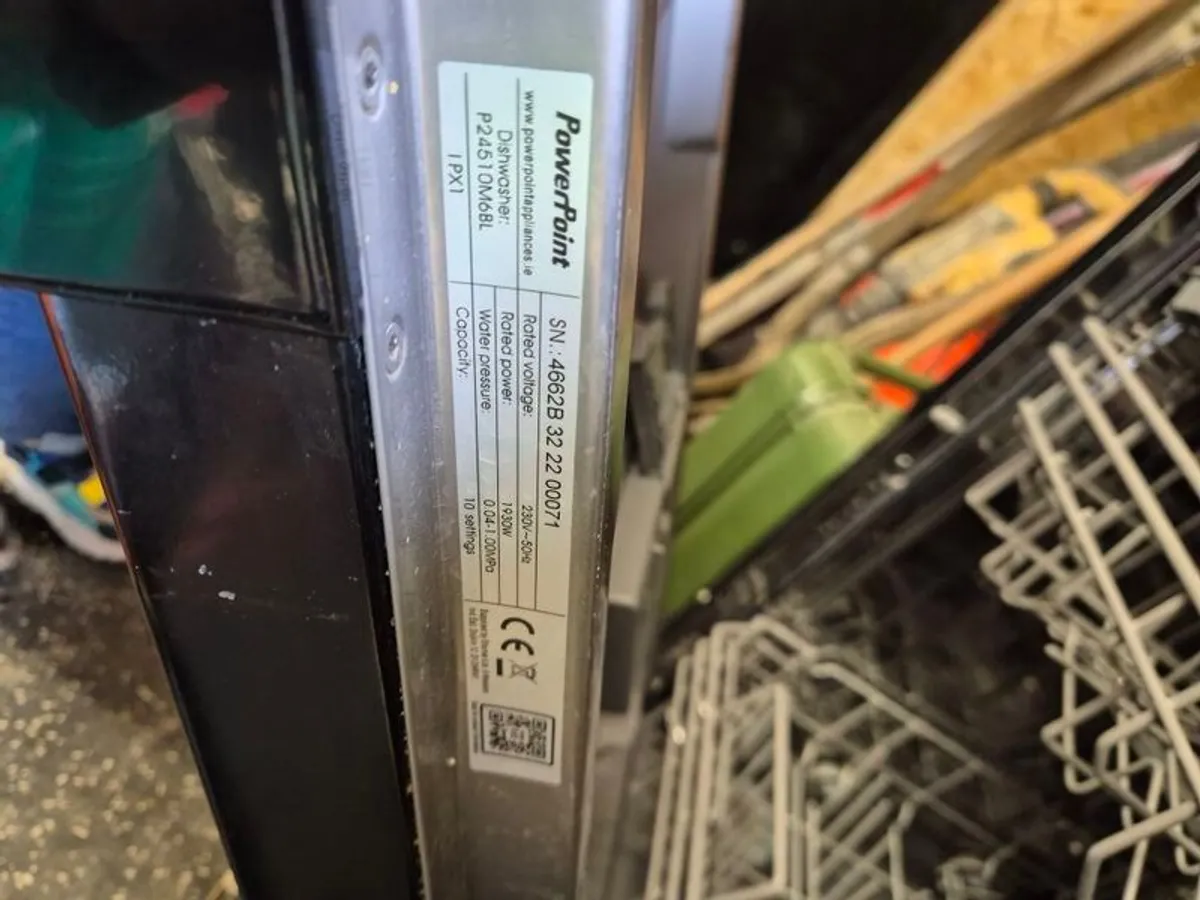 PowerPoint
www.powerpointappliances.ie
Dishwasher:
P24510M6BL
IPX1
SN.: 4662B 32 22 00071
Rated voltage: 230V~50Hz
Rated power: 1930W
Water pressure: 0.04-1.00MPa
Capacity: 10 settings
CE